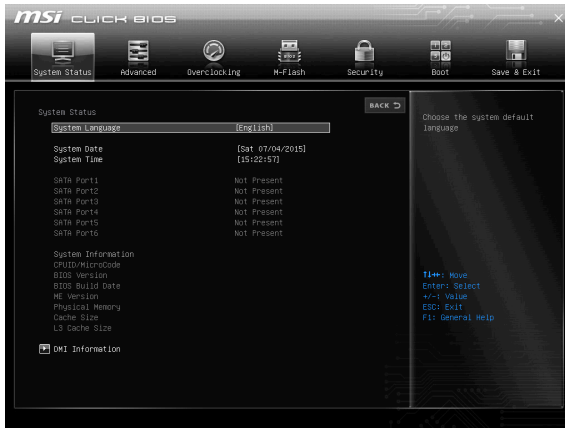 msi CLICK BIOS
System Status
Advanced
Overclocking
M-Flash
Security
Boot
Save & Exit
System Status
BACK
System Language [English]
System Date [Sat 07/04/2015]
System Time [15:22:57]
SATA Port1 Not Present
SATA Port2 Not Present
SATA Port3 Not Present
SATA Port4 Not Present
SATA Port5 Not Present
SATA Port6 Not Present
System Information
CPUID/MicroCode
BIOS Version
BIOS Build Date
ME Version
Physical Memory
Cache Size
L3 Cache Size
DMI Information
Choose the system default
language
↑↓←→: Move
Enter: Select
+/-: Value
ESC: Exit
F1: General Help